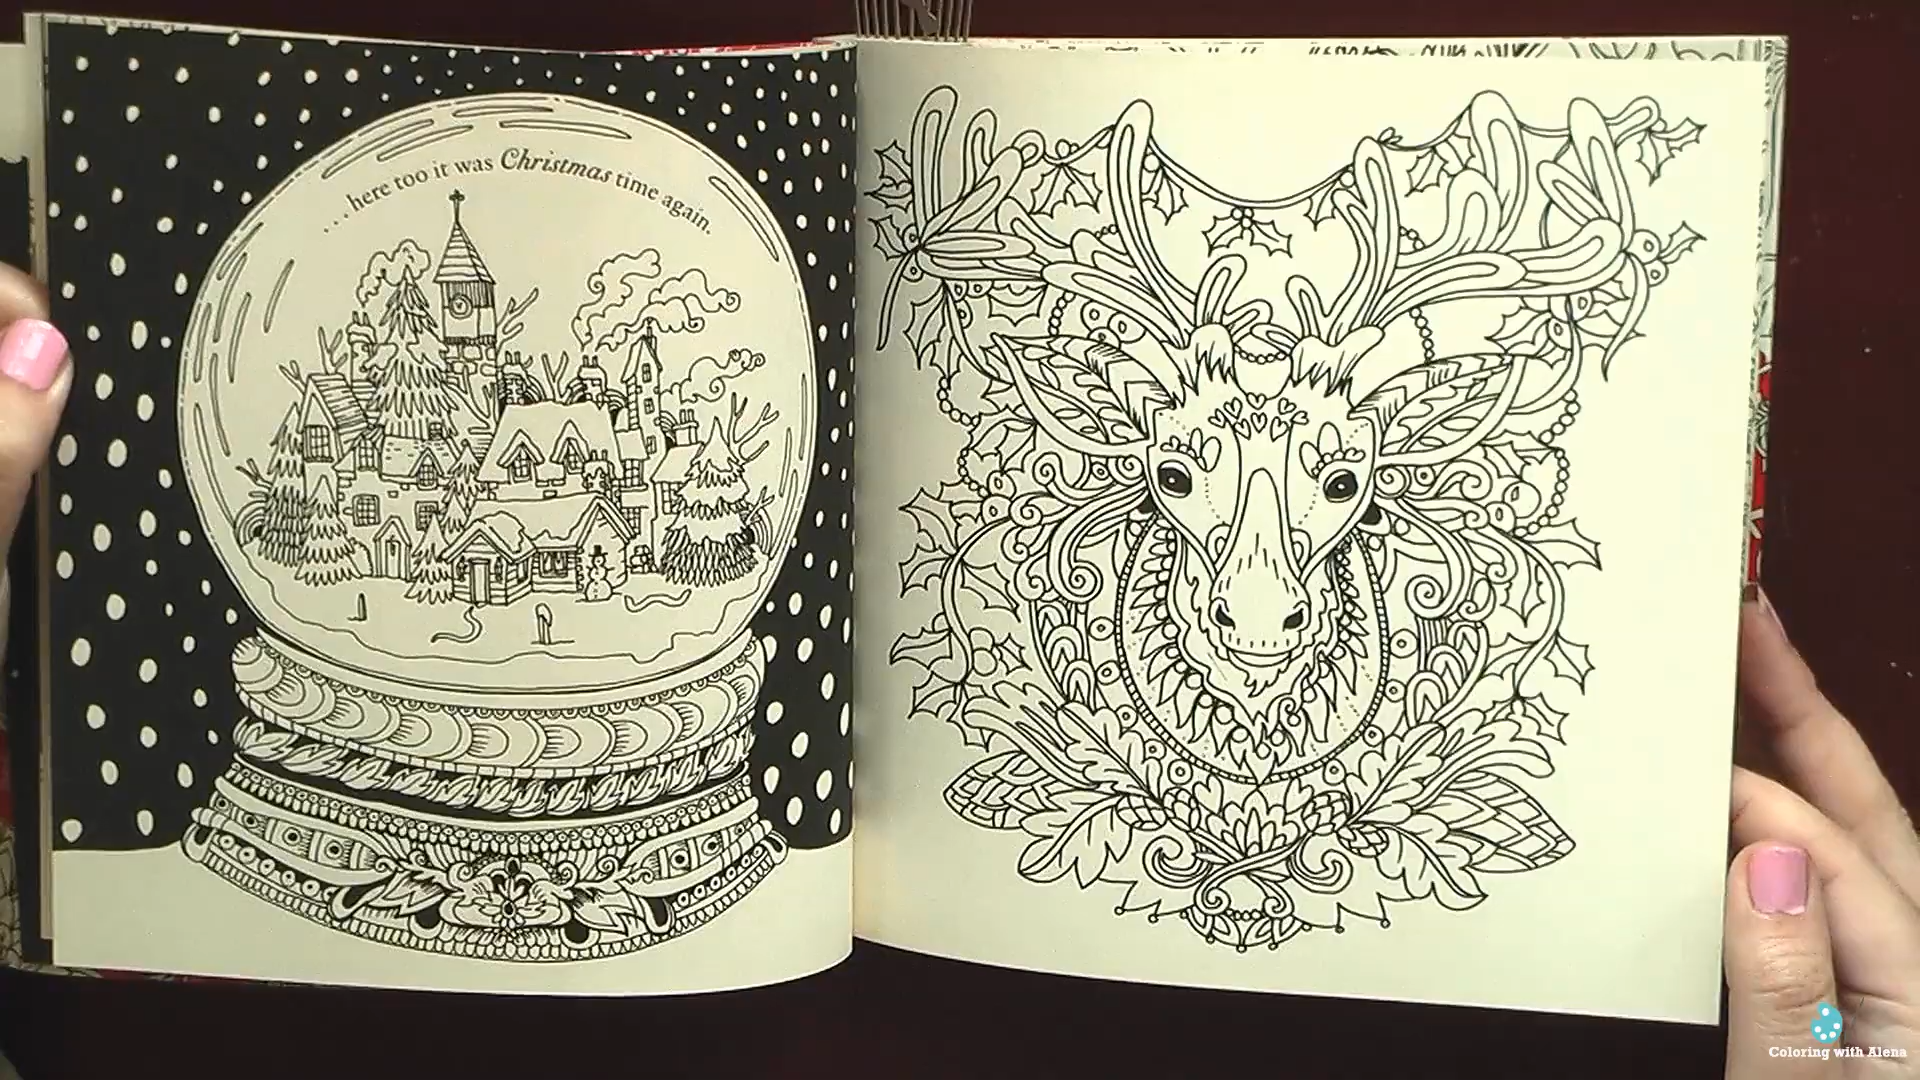 ...here too it was Christmas time again.
Coloring with Alena